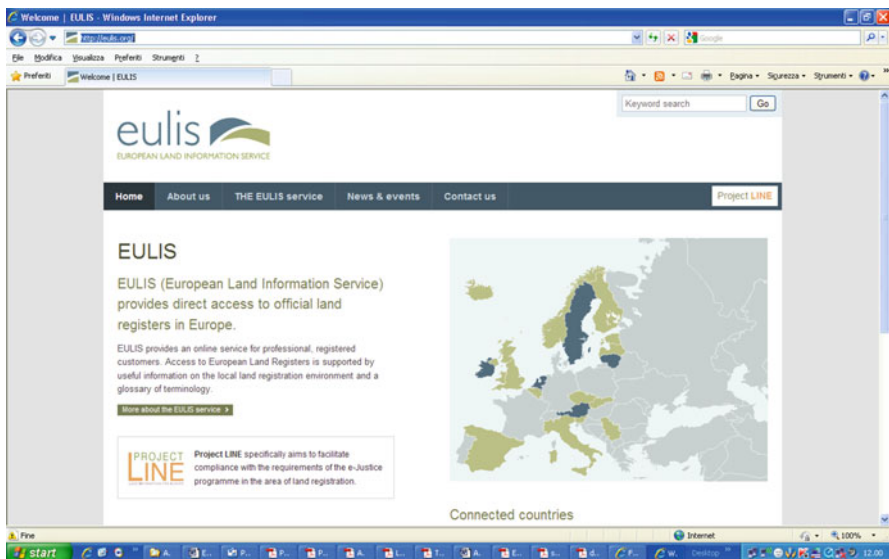 Welcome | EULIS - Windows Internet Explorer
http://eulis.org/
Google
File Modifica Visualizza Preferiti Strumenti ?
Preferiti Welcome | EULIS
Pagina Sicurezza Strumenti
Keyword search Go
eulis
EUROPEAN LAND INFORMATION SERVICE
Home About us THE EULIS service News & events Contact us Project LINE
EULIS
EULIS (European Land Information Service)
provides direct access to official land
registers in Europe.
EULIS provides an online service for professional, registered
customers. Access to European Land Registers is supported by
useful information on the local land registration environment and a
glossary of terminology.
More about the EULIS service
PROJECT
LINE
Project LINE specifically aims to facilitate
compliance with the requirements of the e-Justice
programme in the area of land registration.
Connected countries
Fine Internet 100%
start Desktop 12.00